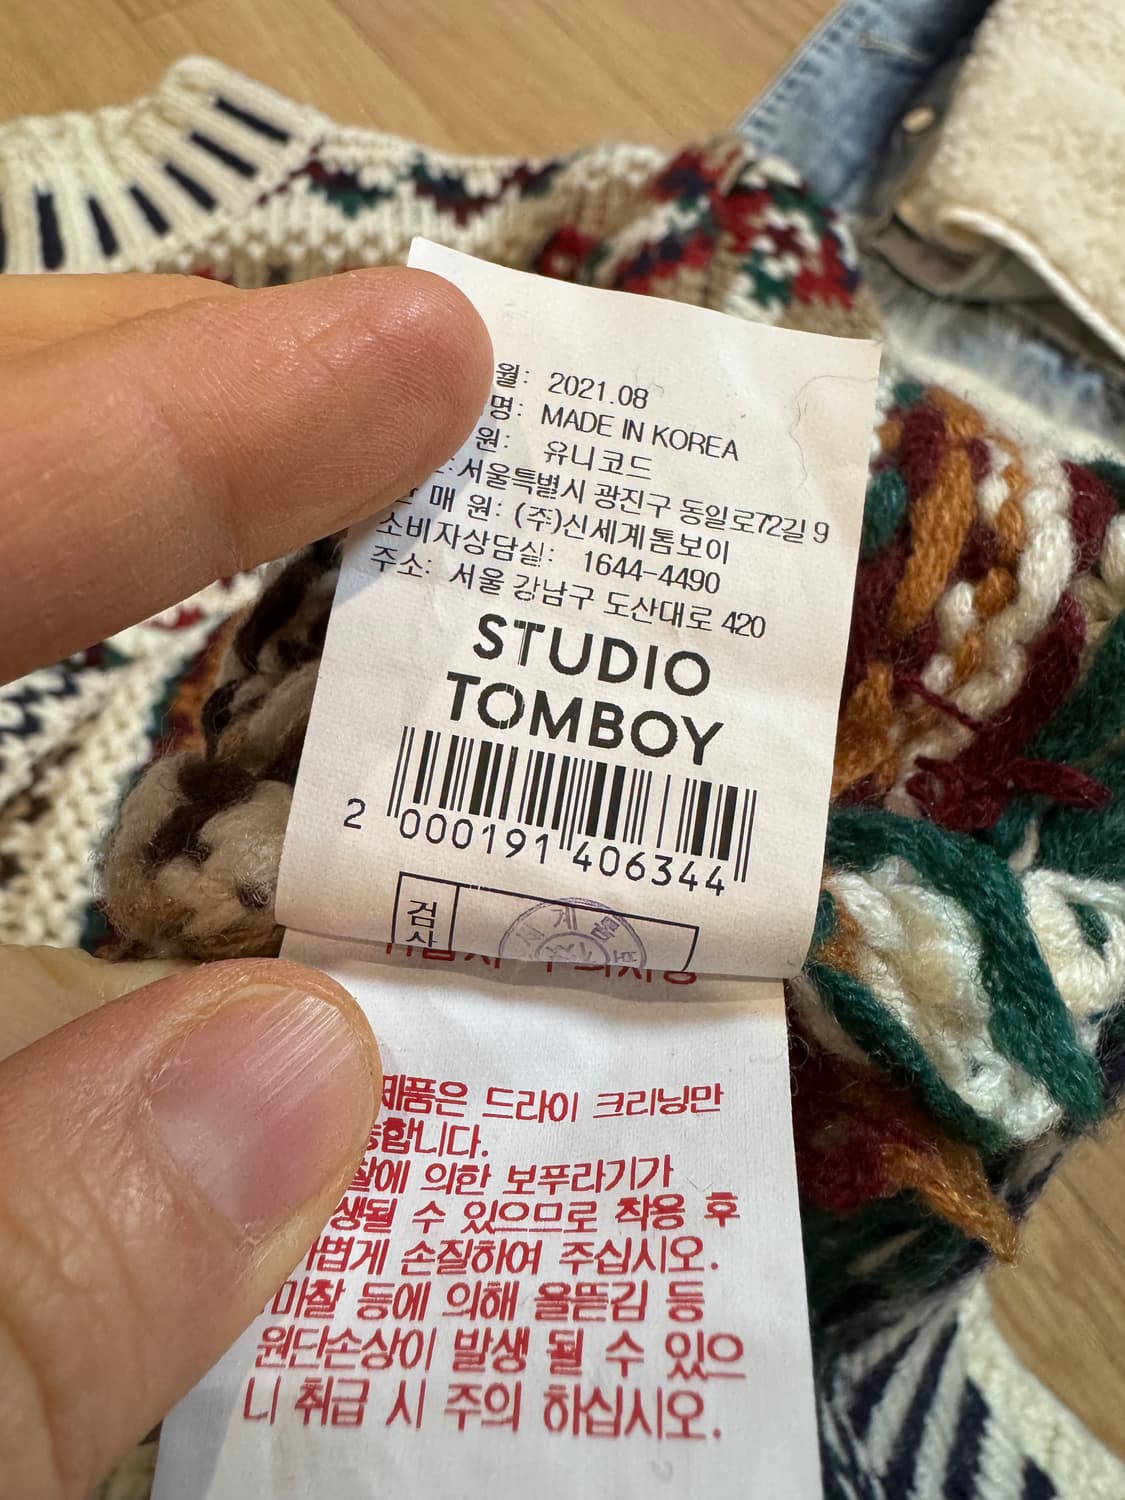 월: 2021.08
명: MADE IN KOREA
원: 유니코드
서울특별시 광진구 동일로72길 9
매 원: (주)신세계톰보이
소비자상담실: 1644-4490
주소: 서울 강남구 도산대로 420
STUDIO
TOMBOY
2 000191 406344
검
제품은 드라이 크리닝만
능합니다.
찰에 의한 보푸라기가
생될 수 있으므로 착용 후
볍게 손질하여 주십시오.
마찰 등에 의해 올뜯김 등
원단손상이 발생 될 수 있으
니 취급 시 주의 하십시오.